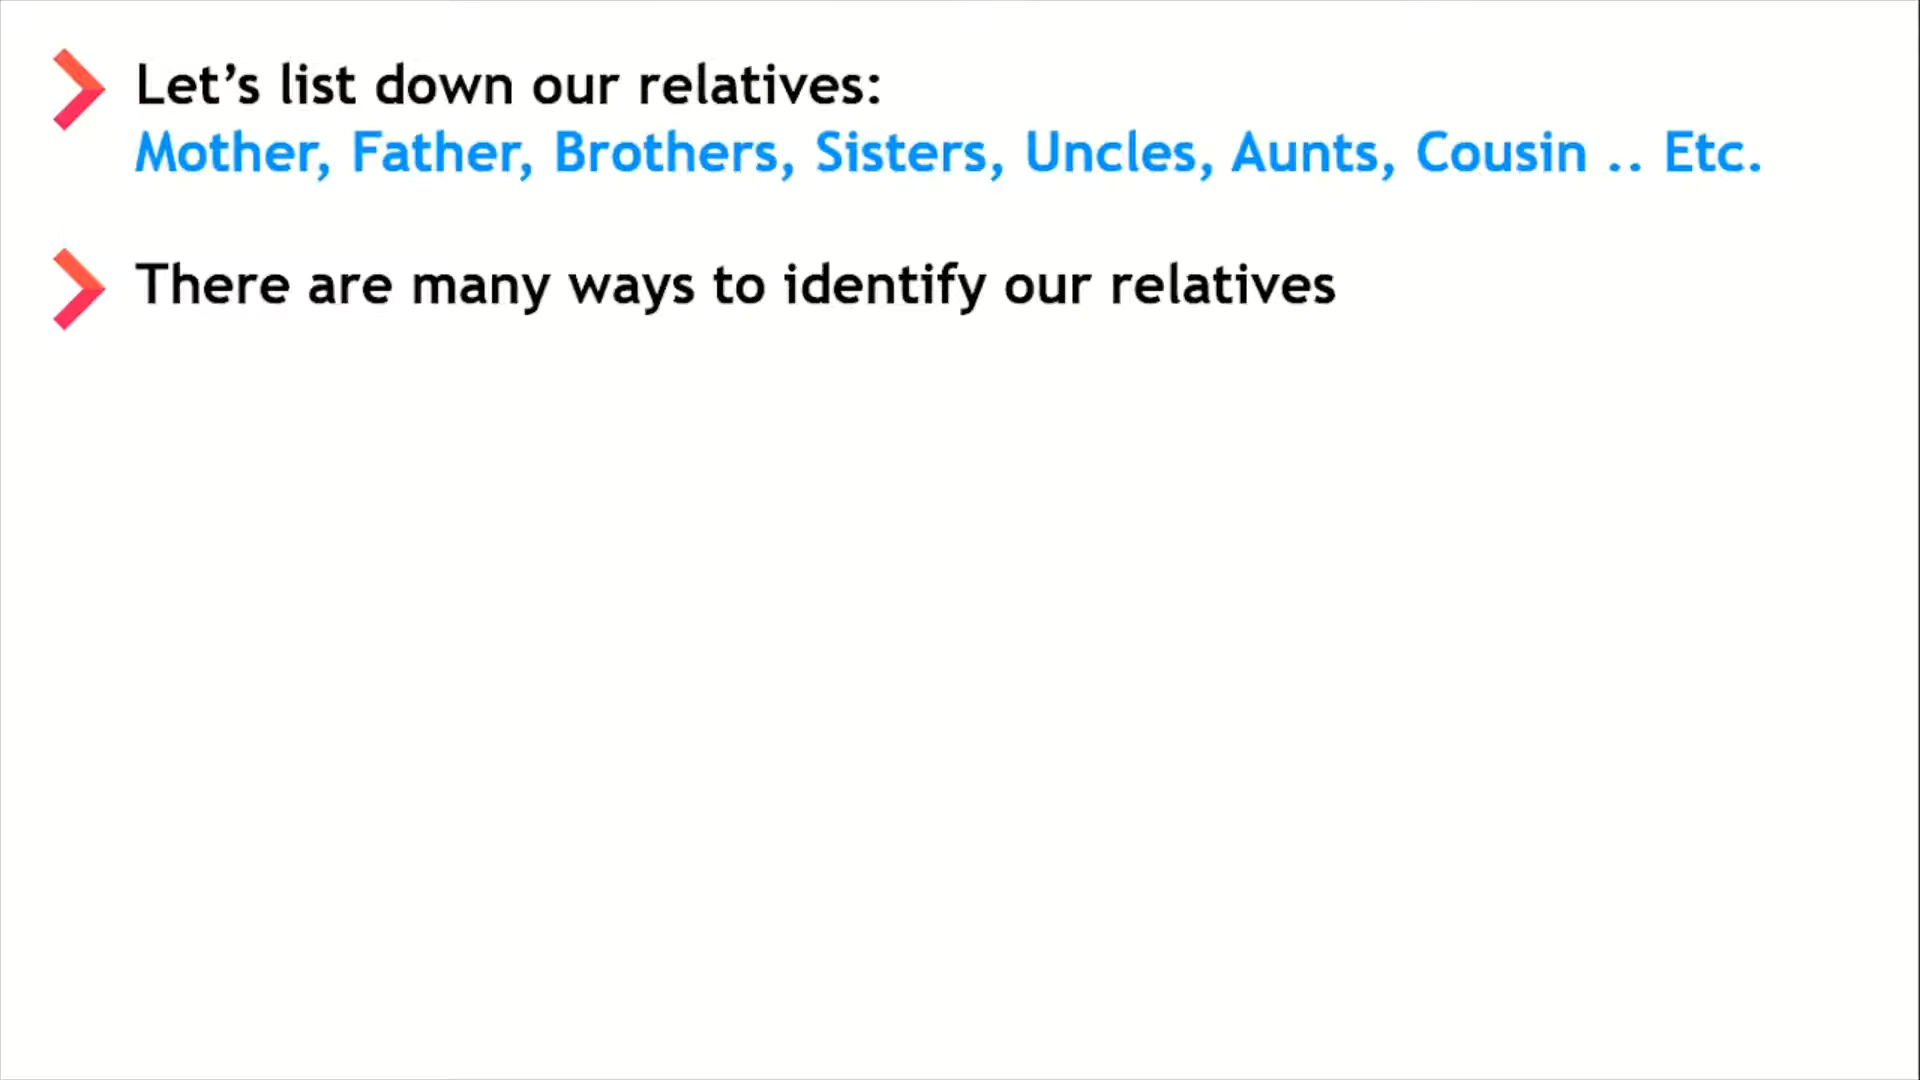 Let’s list down our relatives:
Mother, Father, Brothers, Sisters, Uncles, Aunts, Cousin .. Etc.
There are many ways to identify our relatives